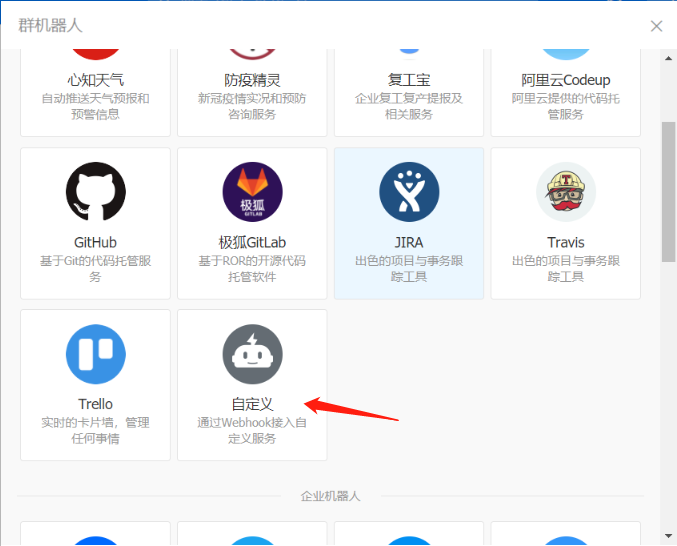 群机器人
心知天气
防疫精灵
复工宝
阿里云Codeup
自动推送天气预报和
预警信息
新冠疫情实况和预防
咨询服务
企业复工复产提报及
相关服务
阿里云提供的代码托
管服务
极狐
GITLAB
T
GitHub
极狐GitLab
JIRA
Travis
基于Git的代码托管服
务
基于ROR的开源代码
托管软件
出色的项目与事务跟
踪工具
出色的项目与事务跟
踪工具
Trello
自定义
实时的卡片墙，管理
任何事情
通过Webhook接入自
定义服务
企业机器人